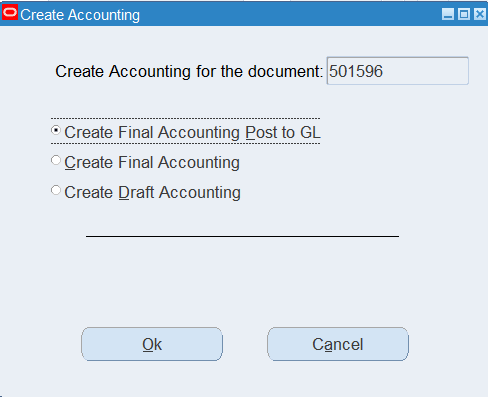 Create Accounting
Create Accounting for the document: 501596
Create Final Accounting Post to GL
Create Final Accounting
Create Draft Accounting
Ok Cancel